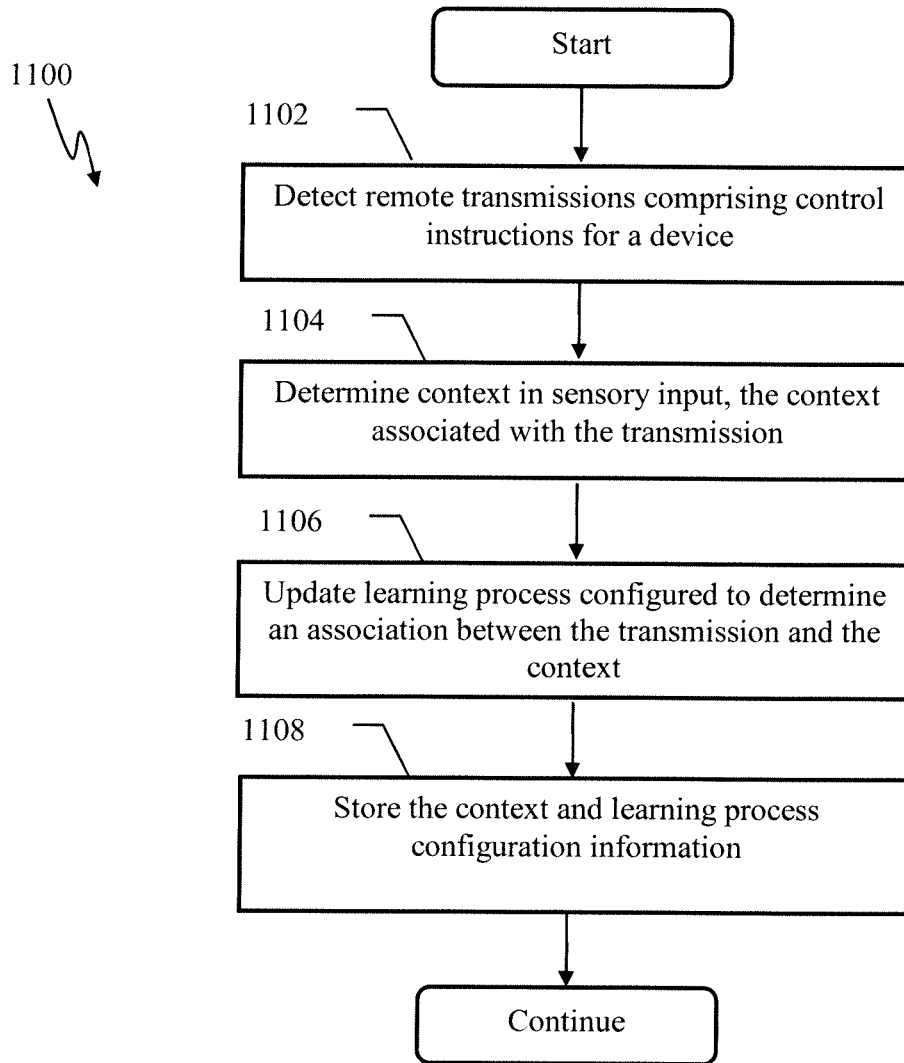 Start
1100
1102
Detect remote transmissions comprising control
instructions for a device
1104
Determine context in sensory input, the context
associated with the transmission
1106
Update learning process configured to determine
an association between the transmission and the
context
1108
Store the context and learning process
configuration information
Continue